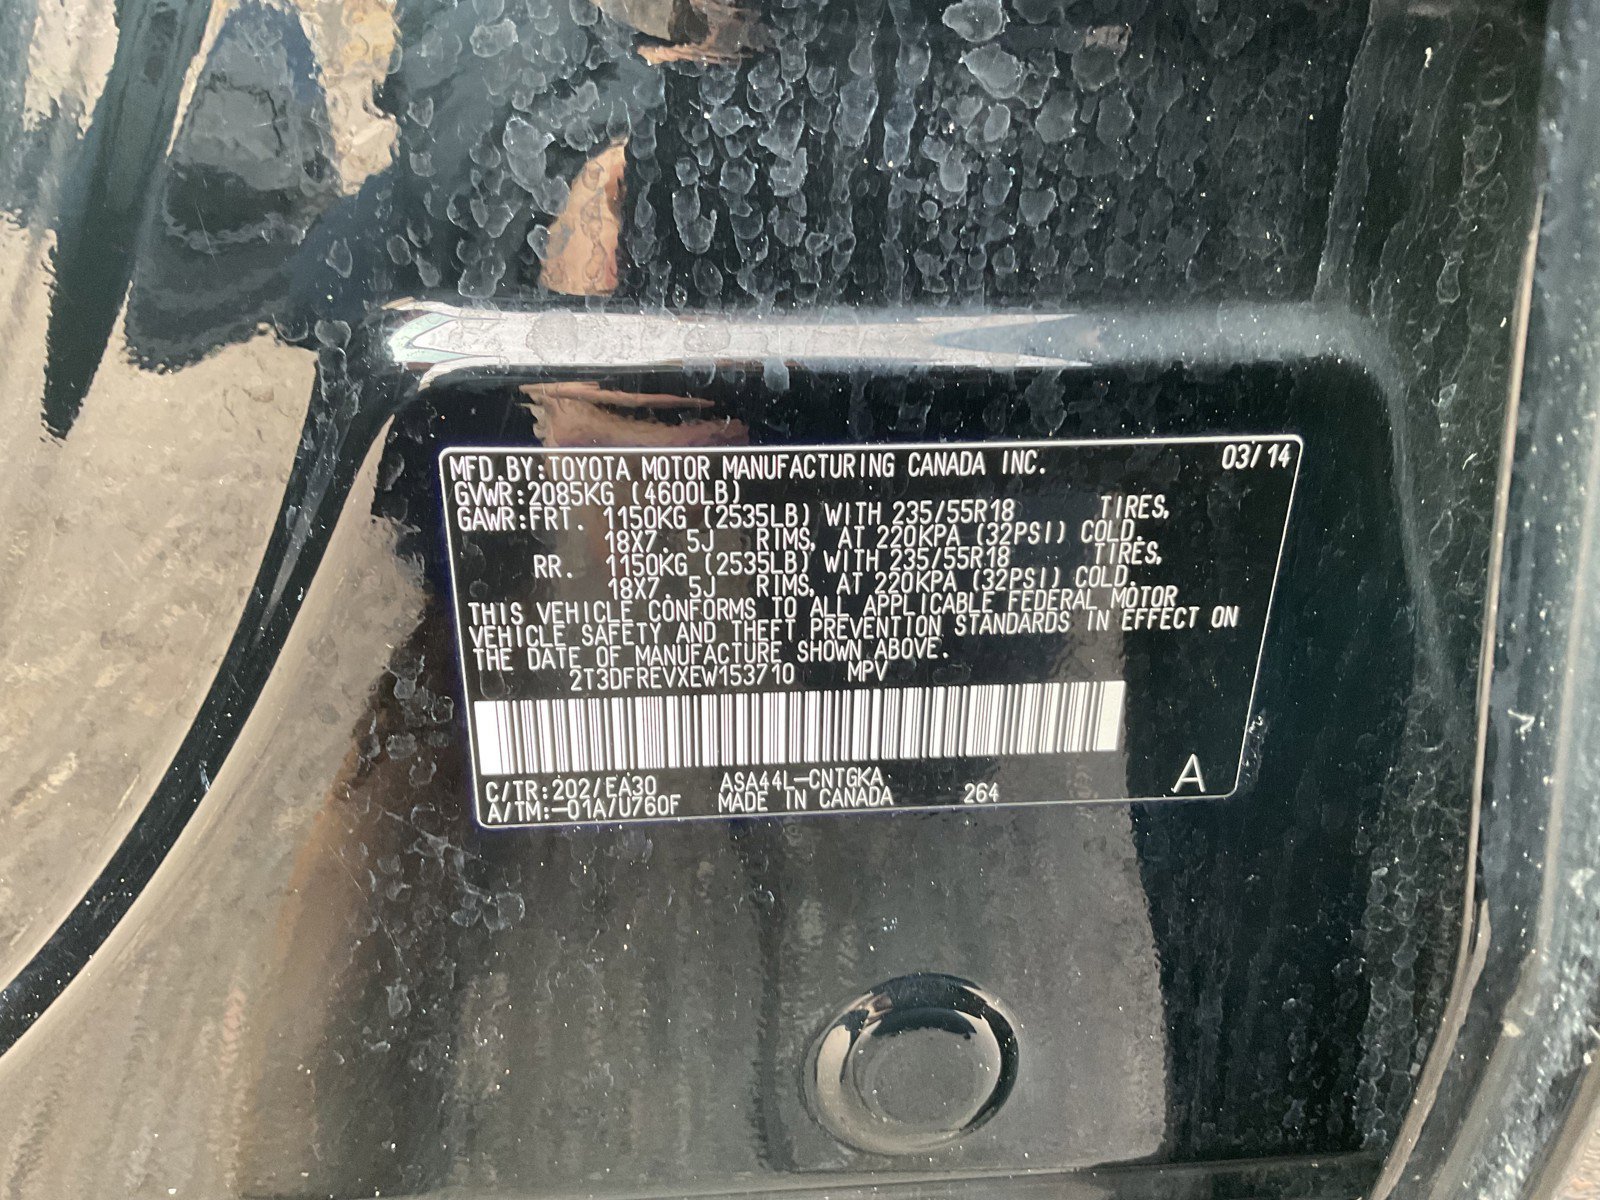 MFD.BY:TOYOTA MOTOR MANUFACTURING CANADA INC. 03/14
GVWR:2085KG (4600LB)
GAWR:FRT. 1150KG (2535LB) WITH 235/55R18 TIRES,
18X7.5J RIMS, AT 220KPA (32PSI) COLD.
RR. 1150KG (2535LB) WITH 235/55R18 TIRES,
18X7.5J RIMS, AT 220KPA (32PSI) COLD.
THIS VEHICLE CONFORMS TO ALL APPLICABLE FEDERAL MOTOR
VEHICLE SAFETY AND THEFT PREVENTION STANDARDS IN EFFECT ON
THE DATE OF MANUFACTURE SHOWN ABOVE.
2T3DFREVXEW153710 MPV
C/TR:202/EA30 ASA44L-CNTGKA
A/TM:-01A/U760F MADE IN CANADA 264 A